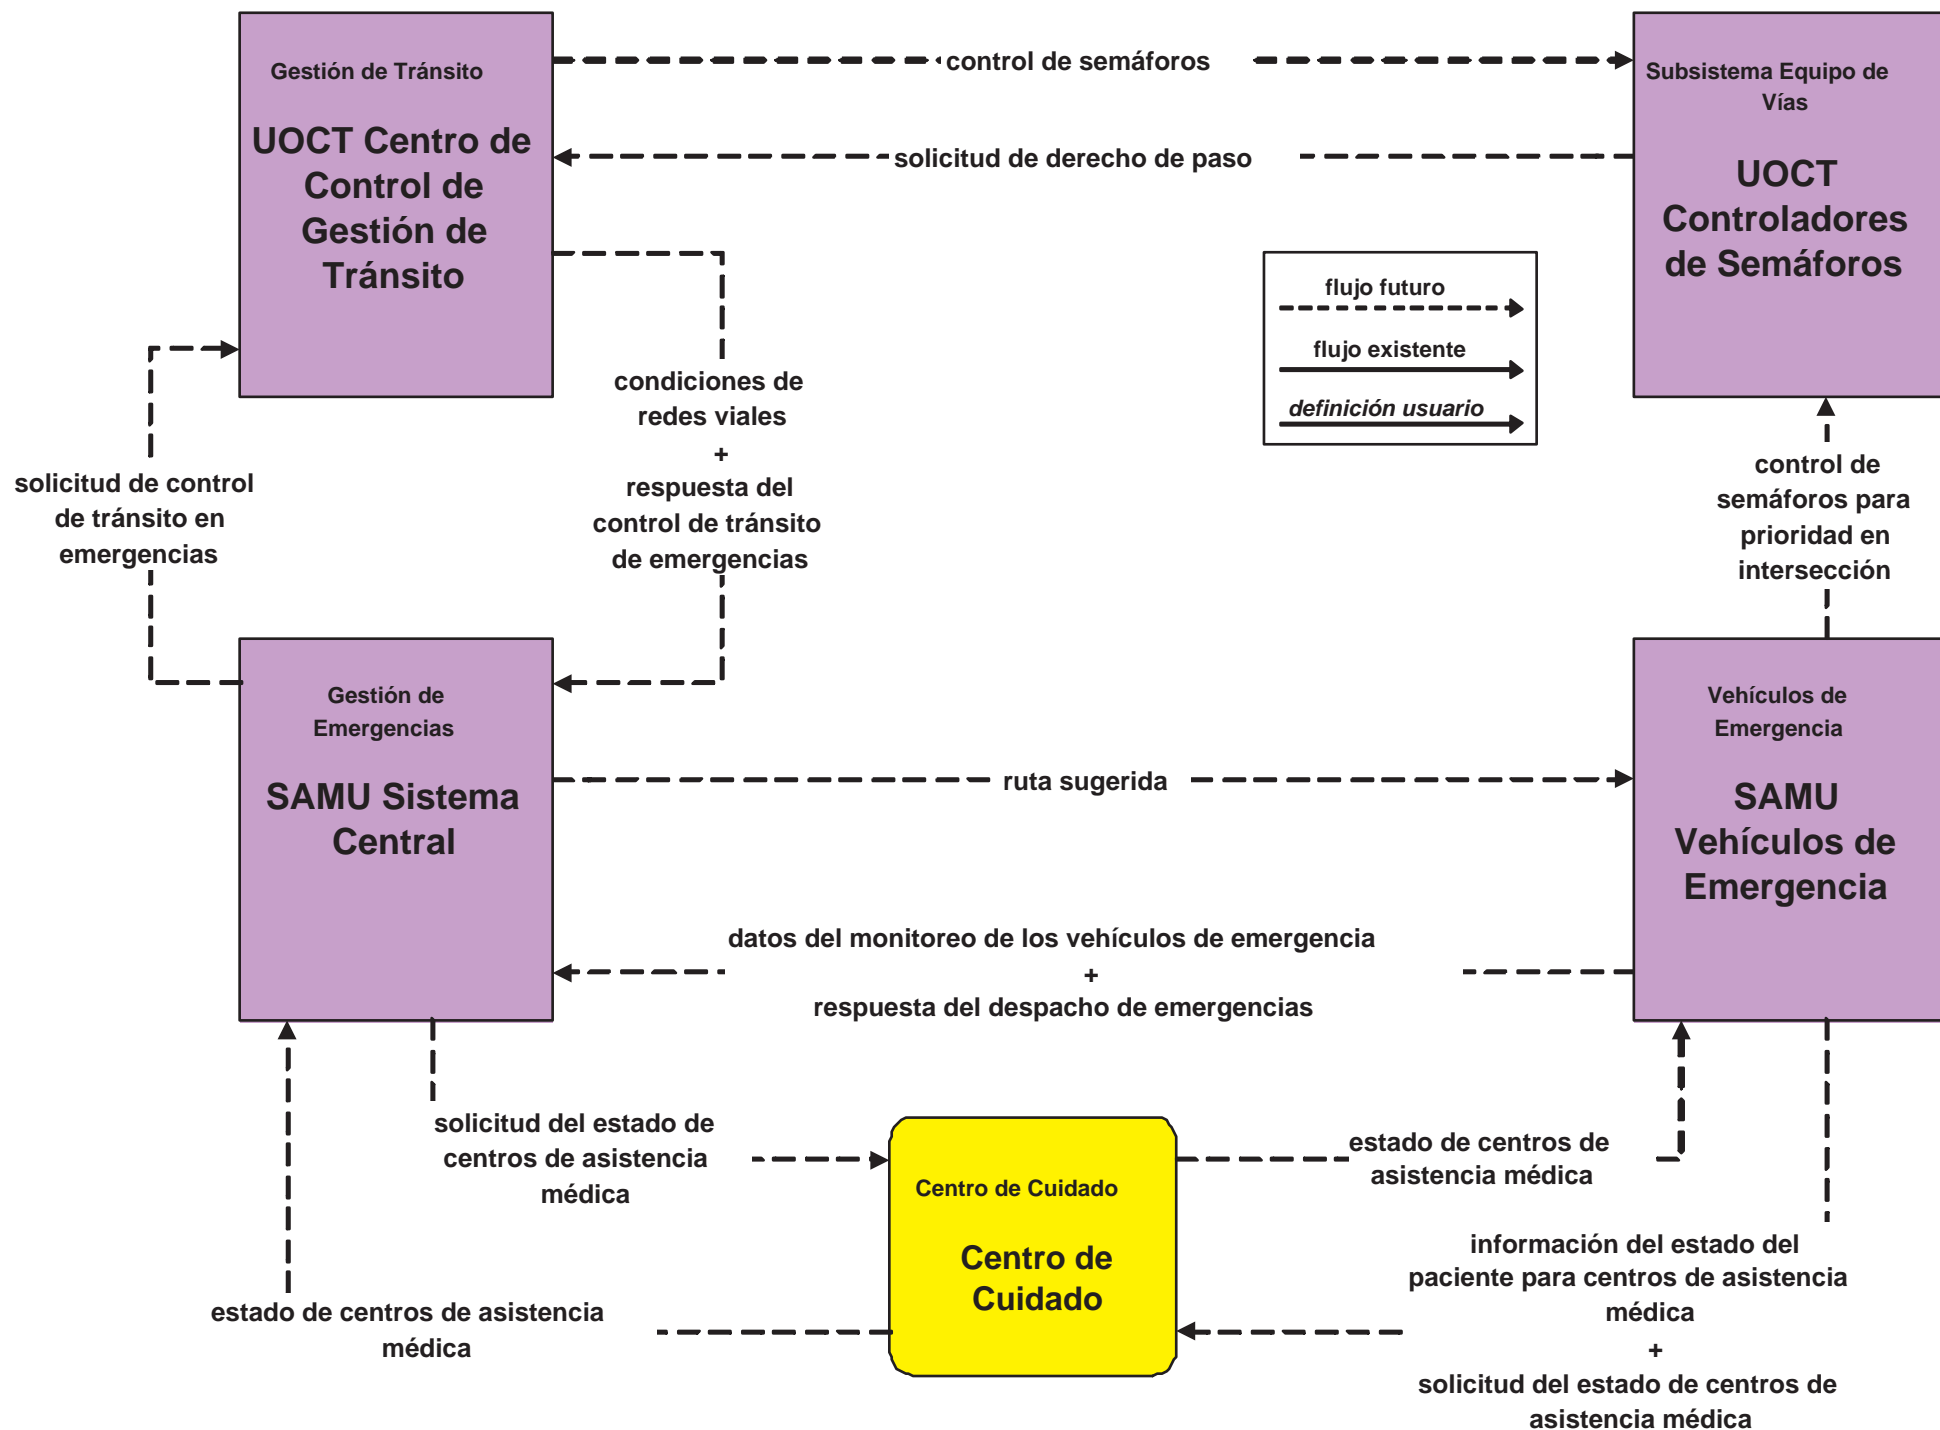 Gestión de Tránsito
UOCT Centro de
Control de
Gestión de
Tránsito
control de semáforos
solicitud de derecho de paso
Subsistema Equipo de
Vías
UOCT
Controladores
de Semáforos
flujo futuro
flujo existente
definición usuario
condiciones de
redes viales
+
respuesta del
control de tránsito
de emergencias
solicitud de control
de tránsito en
emergencias
control de
semáforos para
prioridad en
intersección
Gestión de
Emergencias
SAMU Sistema
Central
ruta sugerida
Vehículos de
Emergencia
SAMU
Vehículos de
Emergencia
datos del monitoreo de los vehículos de emergencia
+
respuesta del despacho de emergencias
solicitud del estado de
centros de asistencia
médica
Centro de Cuidado
Centro de
Cuidado
estado de centros de
asistencia médica
estado de centros de asistencia
médica
información del estado del
paciente para centros de asistencia
médica
+
solicitud del estado de centros de
asistencia médica